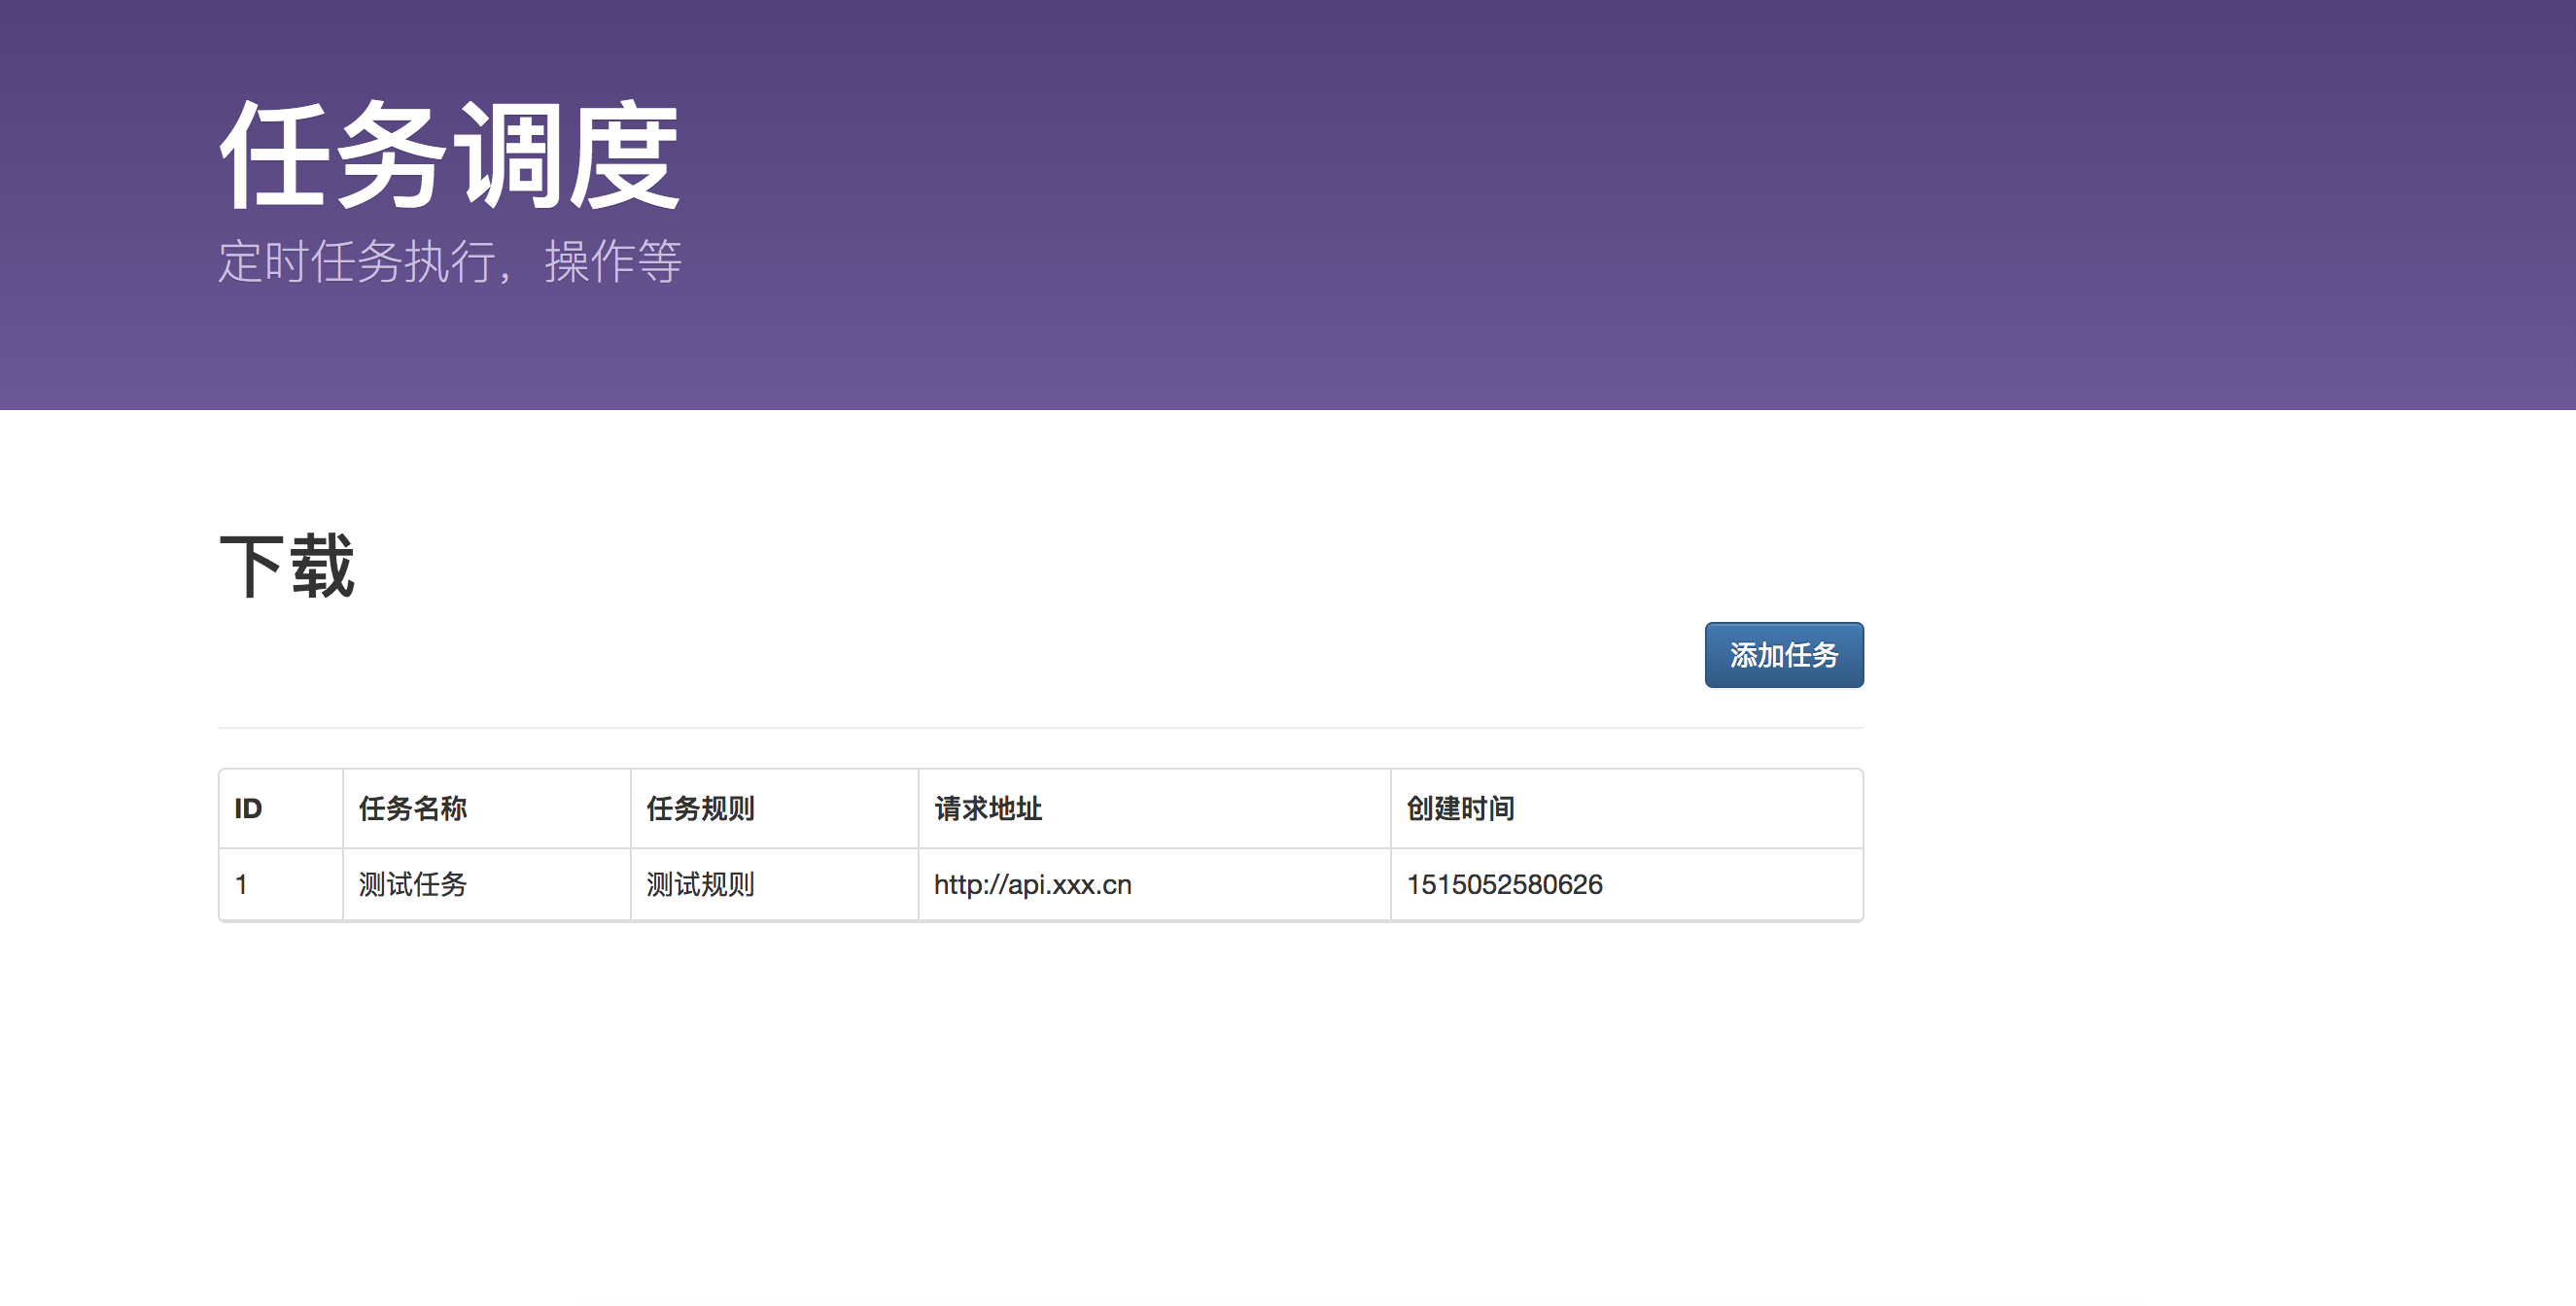 任务调度
定时任务执行，操作等
下载
添加任务
ID 任务名称 任务规则 请求地址 创建时间
1 测试任务 测试规则 http://api.xxx.cn 1515052580626